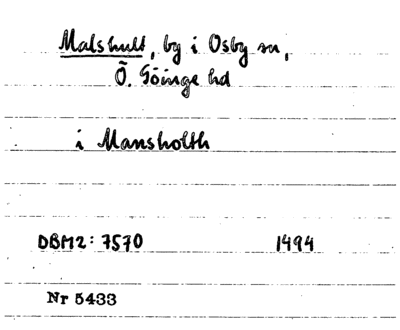 Malshult, by i Osby sn,
Ö. Göinge hd
i Mansholth
DBM2: 7570 1494
Nr 5433